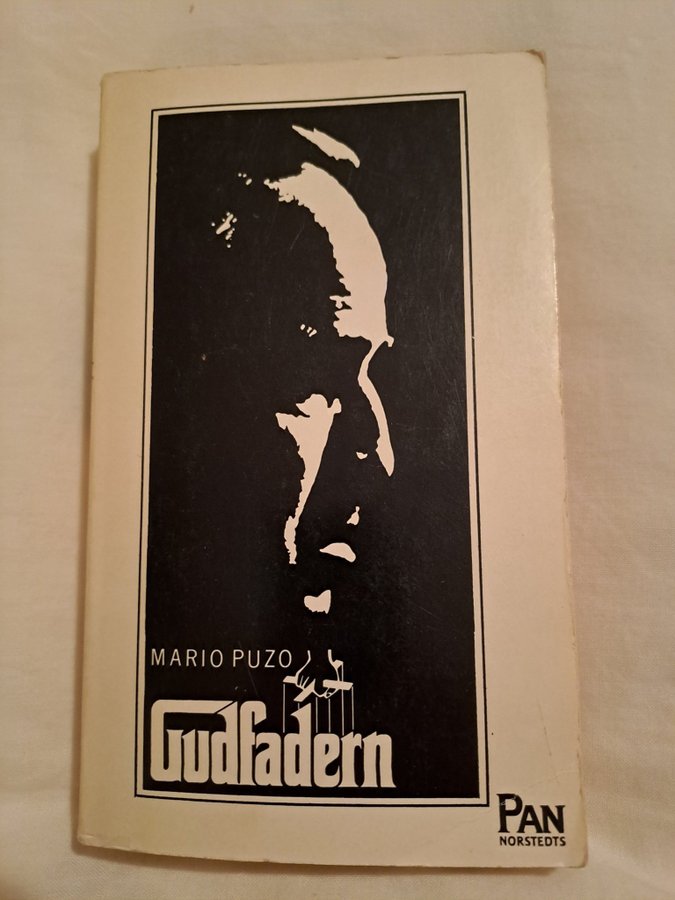 MARIO PUZO
Gudfadern
PAN
NORSTEDTS